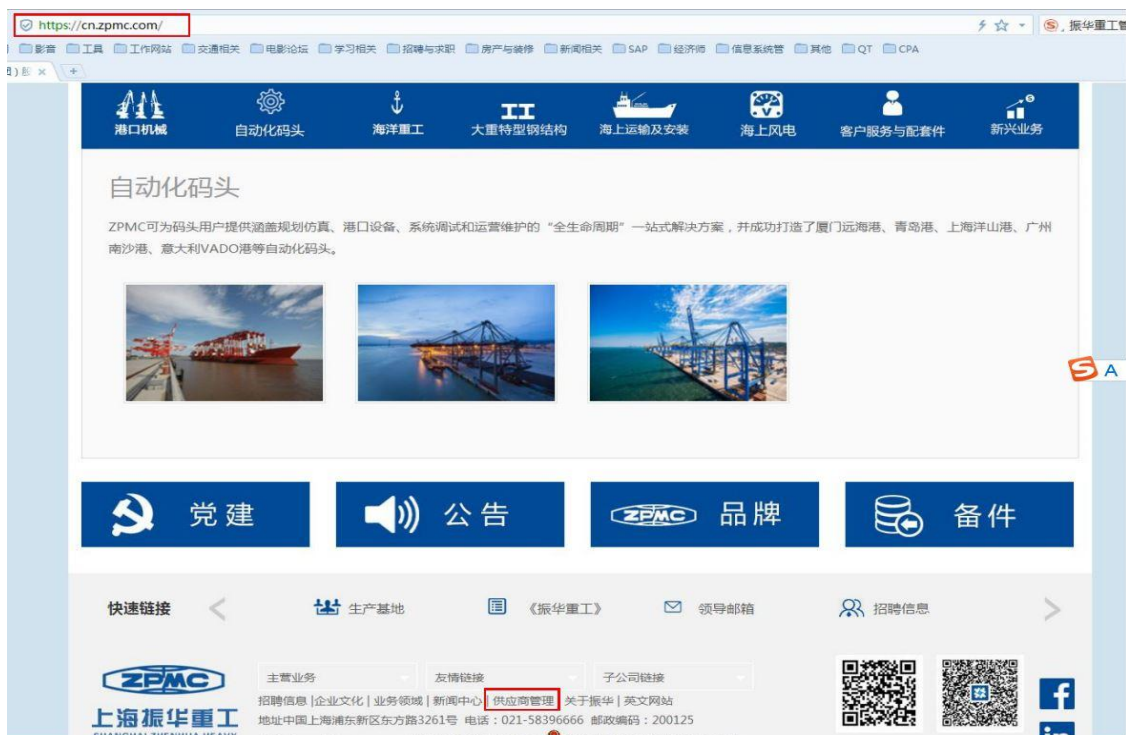 https://cn.zpmc.com/
振华重工管
影音 工具 工作网站 交通相关 电影论坛 学习相关 招聘与求职 房产与装修 新闻相关 SAP 经济师 信息系统管 其他 QT CPA
港口机械 自动化码头 海洋重工 大重特型钢结构 海上运输及安装 海上风电 客户服务与配套件 新兴业务
自动化码头
ZPMC可为码头用户提供涵盖规划仿真、港口设备、系统调试和运营维护的“全生命周期”一站式解决方案，并成功打造了厦门远海港、青岛港、上海洋山港、广州
南沙港、意大利VADO港等自动化码头。
A
党建 公告 ZPMC 品牌 备件
快速链接 生产基地 《振华重工》 领导邮箱 招聘信息
ZPMC
上海振华重工
主营业务 友情链接 子公司链接
招聘信息 |企业文化 | 业务领域 | 新闻中心 | 供应商管理 | 关于振华 | 英文网站
地址中国上海浦东新区东方路3261号 电话：021-58396666 邮政编码：200125
f
in